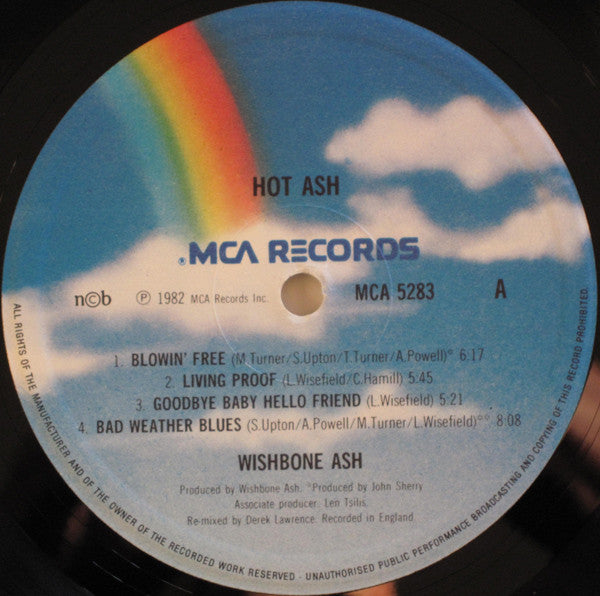 HOT ASH
®MCA RECORDS
n©b ℗ 1982 MCA Records Inc. MCA 5283 A
1. BLOWIN' FREE (M.Turner/S.Upton/T.Turner/A.Powell)° 6:17
2. LIVING PROOF (L.Wisefield/C.Hamill) 5:45
3. GOODBYE BABY HELLO FRIEND (L.Wisefield) 5:21
4. BAD WEATHER BLUES (S.Upton/A.Powell/M.Turner/L.Wisefield)°° 8:08
WISHBONE ASH
Produced by Wishbone Ash. °Produced by John Sherry
Associate producer: Len Tsilis.
Re-mixed by Derek Lawrence. Recorded in England
ALL RIGHTS OF THE MANUFACTURER AND OF THE OWNER OF THE RECORDED WORK RESERVED - UNAUTHORISED PUBLIC PERFORMANCE BROADCASTING AND COPYING OF THIS RECORD PROHIBITED.